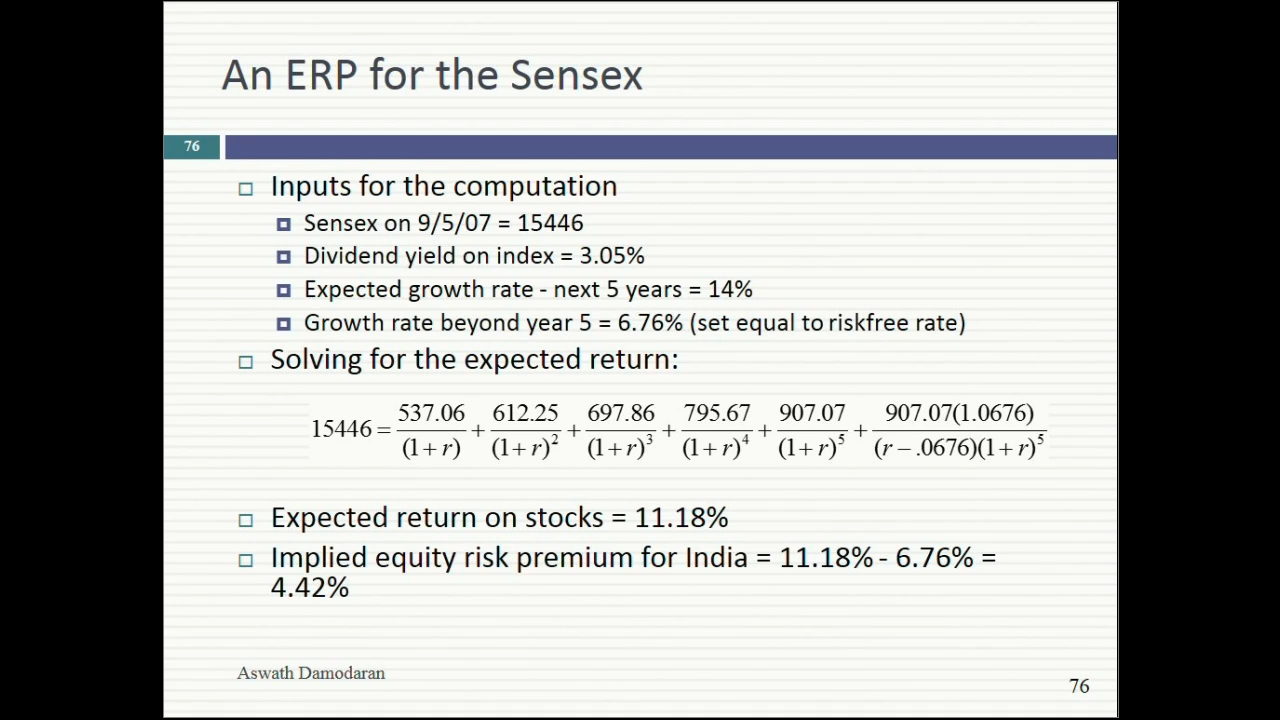 An ERP for the Sensex
76
Inputs for the computation
Sensex on 9/5/07 = 15446
Dividend yield on index = 3.05%
Expected growth rate - next 5 years = 14%
Growth rate beyond year 5 = 6.76% (set equal to riskfree rate)
Solving for the expected return:
15446 = 537.06/(1+r) + 612.25/(1+r)^2 + 697.86/(1+r)^3 + 795.67/(1+r)^4 + 907.07/(1+r)^5 + 907.07(1.0676)/((r−.0676)(1+r)^5)
Expected return on stocks = 11.18%
Implied equity risk premium for India = 11.18% - 6.76% =
4.42%
Aswath Damodaran
76